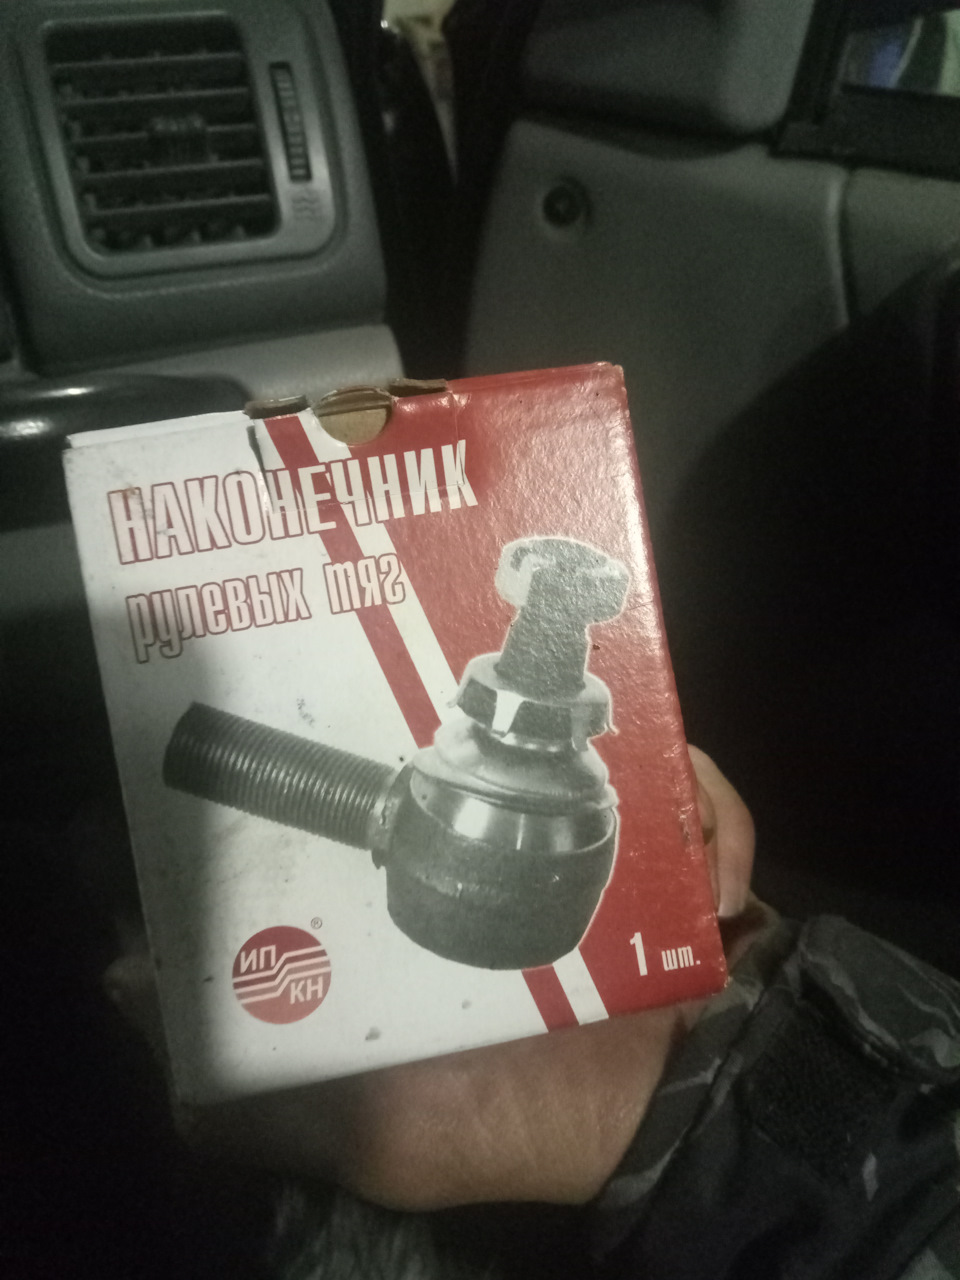 НАКОНЕЧНИК
рулевых тяг
ИП
КН
®
1 шт.